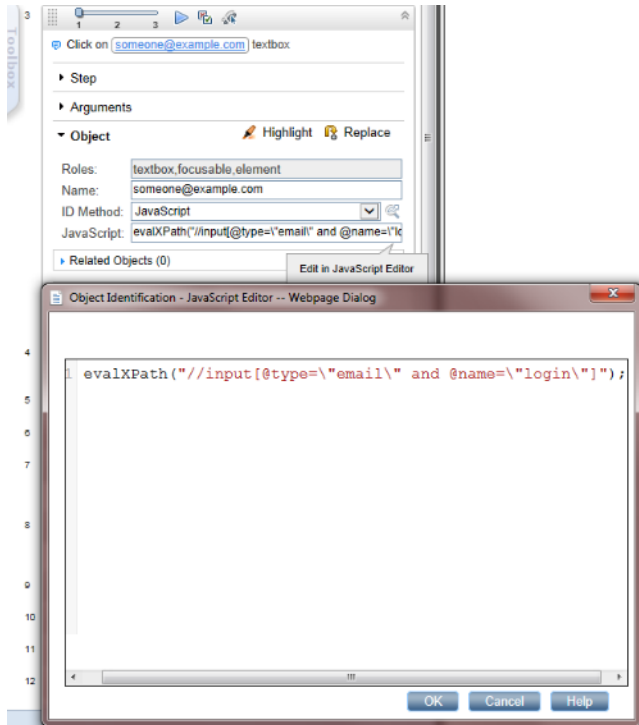 Toolbox
3
1 2 3
Click on someone@example.com textbox
Step
Arguments
Object Highlight Replace
Roles: textbox,focusable,element
Name: someone@example.com
ID Method: JavaScript
JavaScript: evalXPath("//input[@type=\"email\" and @name=\"lo
Related Objects (0)
Edit in JavaScript Editor
Object Identification - JavaScript Editor -- Webpage Dialog
4
1 evalXPath("//input[@type=\"email\" and @name=\"login\"]");
5
6
7
8
9
10
11
12
OK Cancel Help